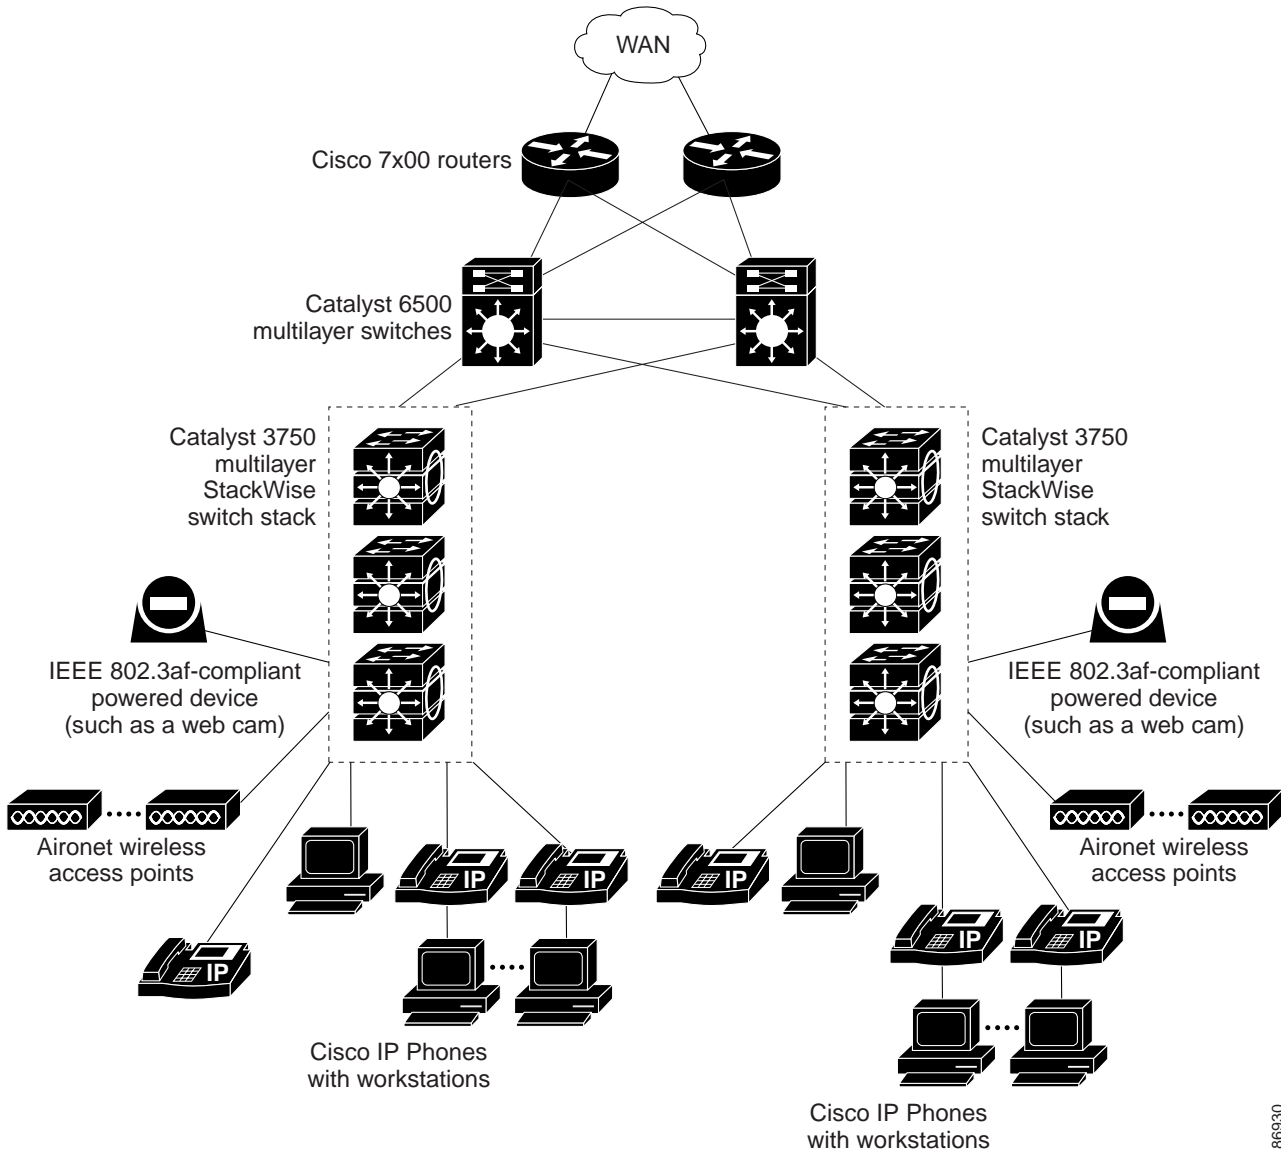 WAN
Cisco 7x00 routers
Catalyst 6500
multilayer switches
Catalyst 3750
multilayer
StackWise
switch stack
Catalyst 3750
multilayer
StackWise
switch stack
IEEE 802.3af-compliant
powered device
(such as a web cam)
IEEE 802.3af-compliant
powered device
(such as a web cam)
Aironet wireless
access points
Aironet wireless
access points
IP
IP
IP
IP
IP
IP
Cisco IP Phones
with workstations
Cisco IP Phones
with workstations
86930